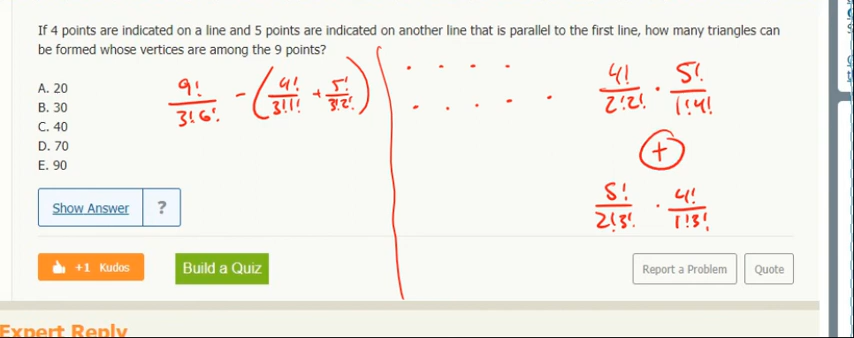 If 4 points are indicated on a line and 5 points are indicated on another line that is parallel to the first line, how many triangles can
be formed whose vertices are among the 9 points?
A. 20
B. 30
C. 40
D. 70
E. 90
9!/3!6! - (4!/3!1! + 5!/3!2!)
4!/2!2! · 5!/1!4!
+
5!/2!3! · 4!/1!3!
Show Answer ?
+1 Kudos Build a Quiz Report a Problem Quote
Expert Reply